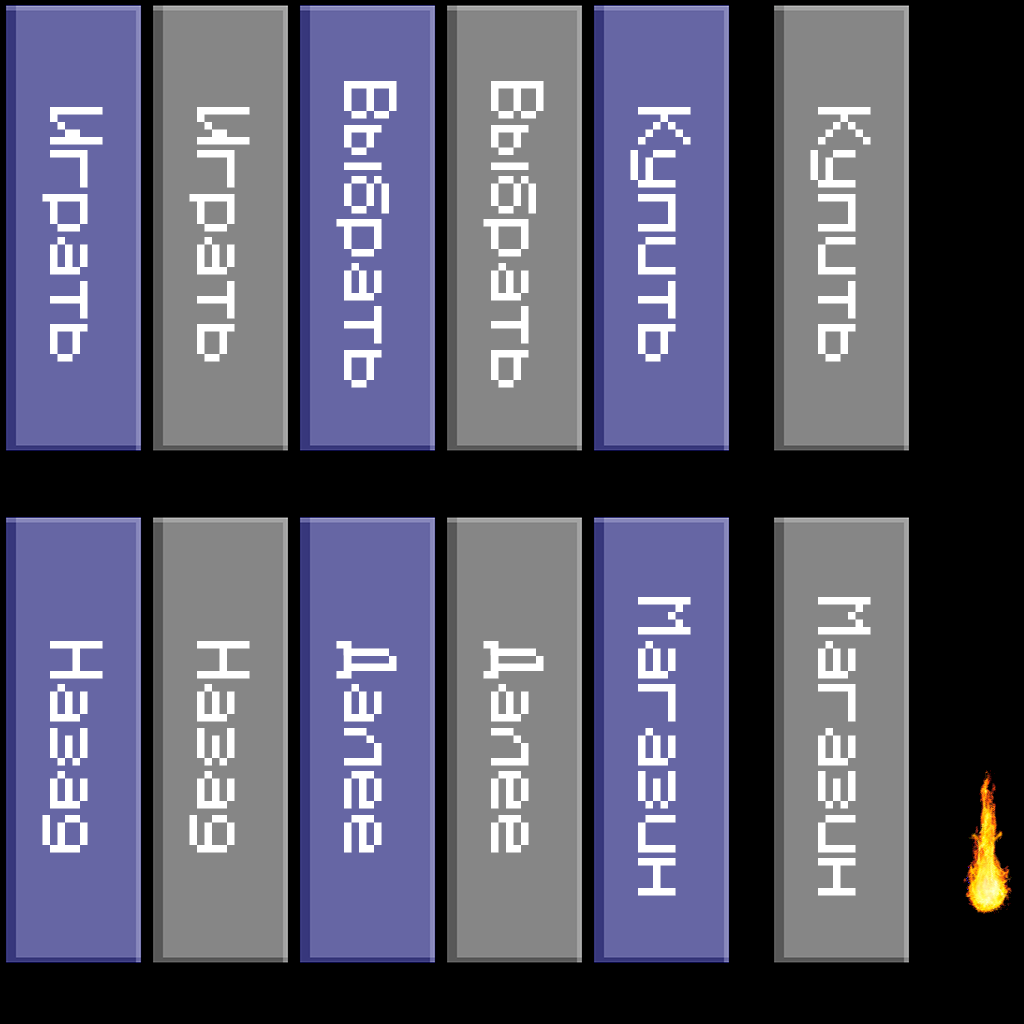 Играть
Играть
Выбрать
Выбрать
Купить
Купить
Назад
Назад
Далее
Далее
Магазин
Магазин